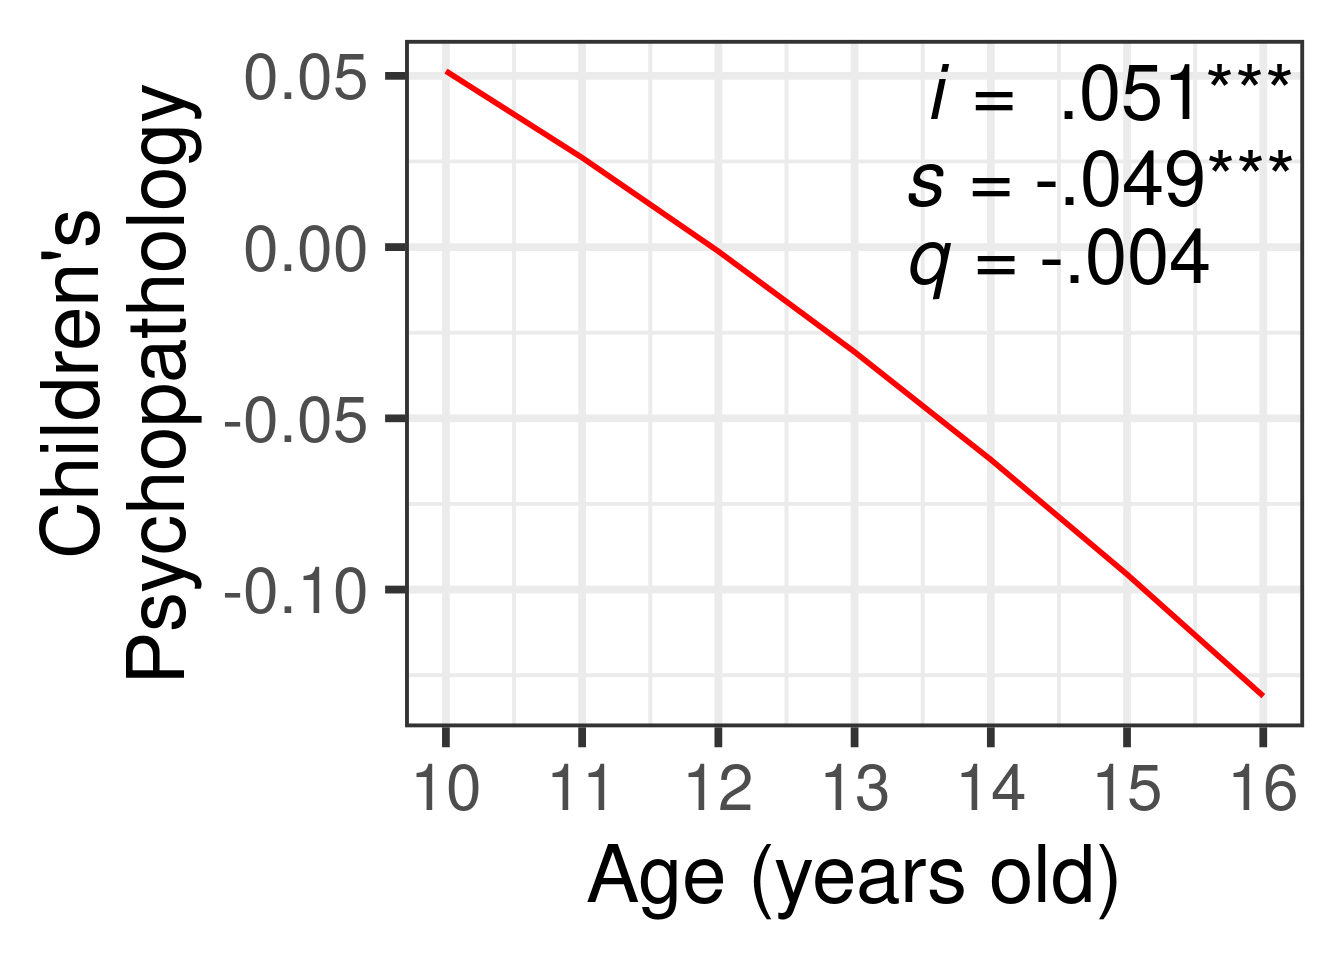 Children's
Psychopathology
0.05
0.00
-0.05
-0.10
i = .051***
s = -.049***
q = -.004
10 11 12 13 14 15 16
Age (years old)